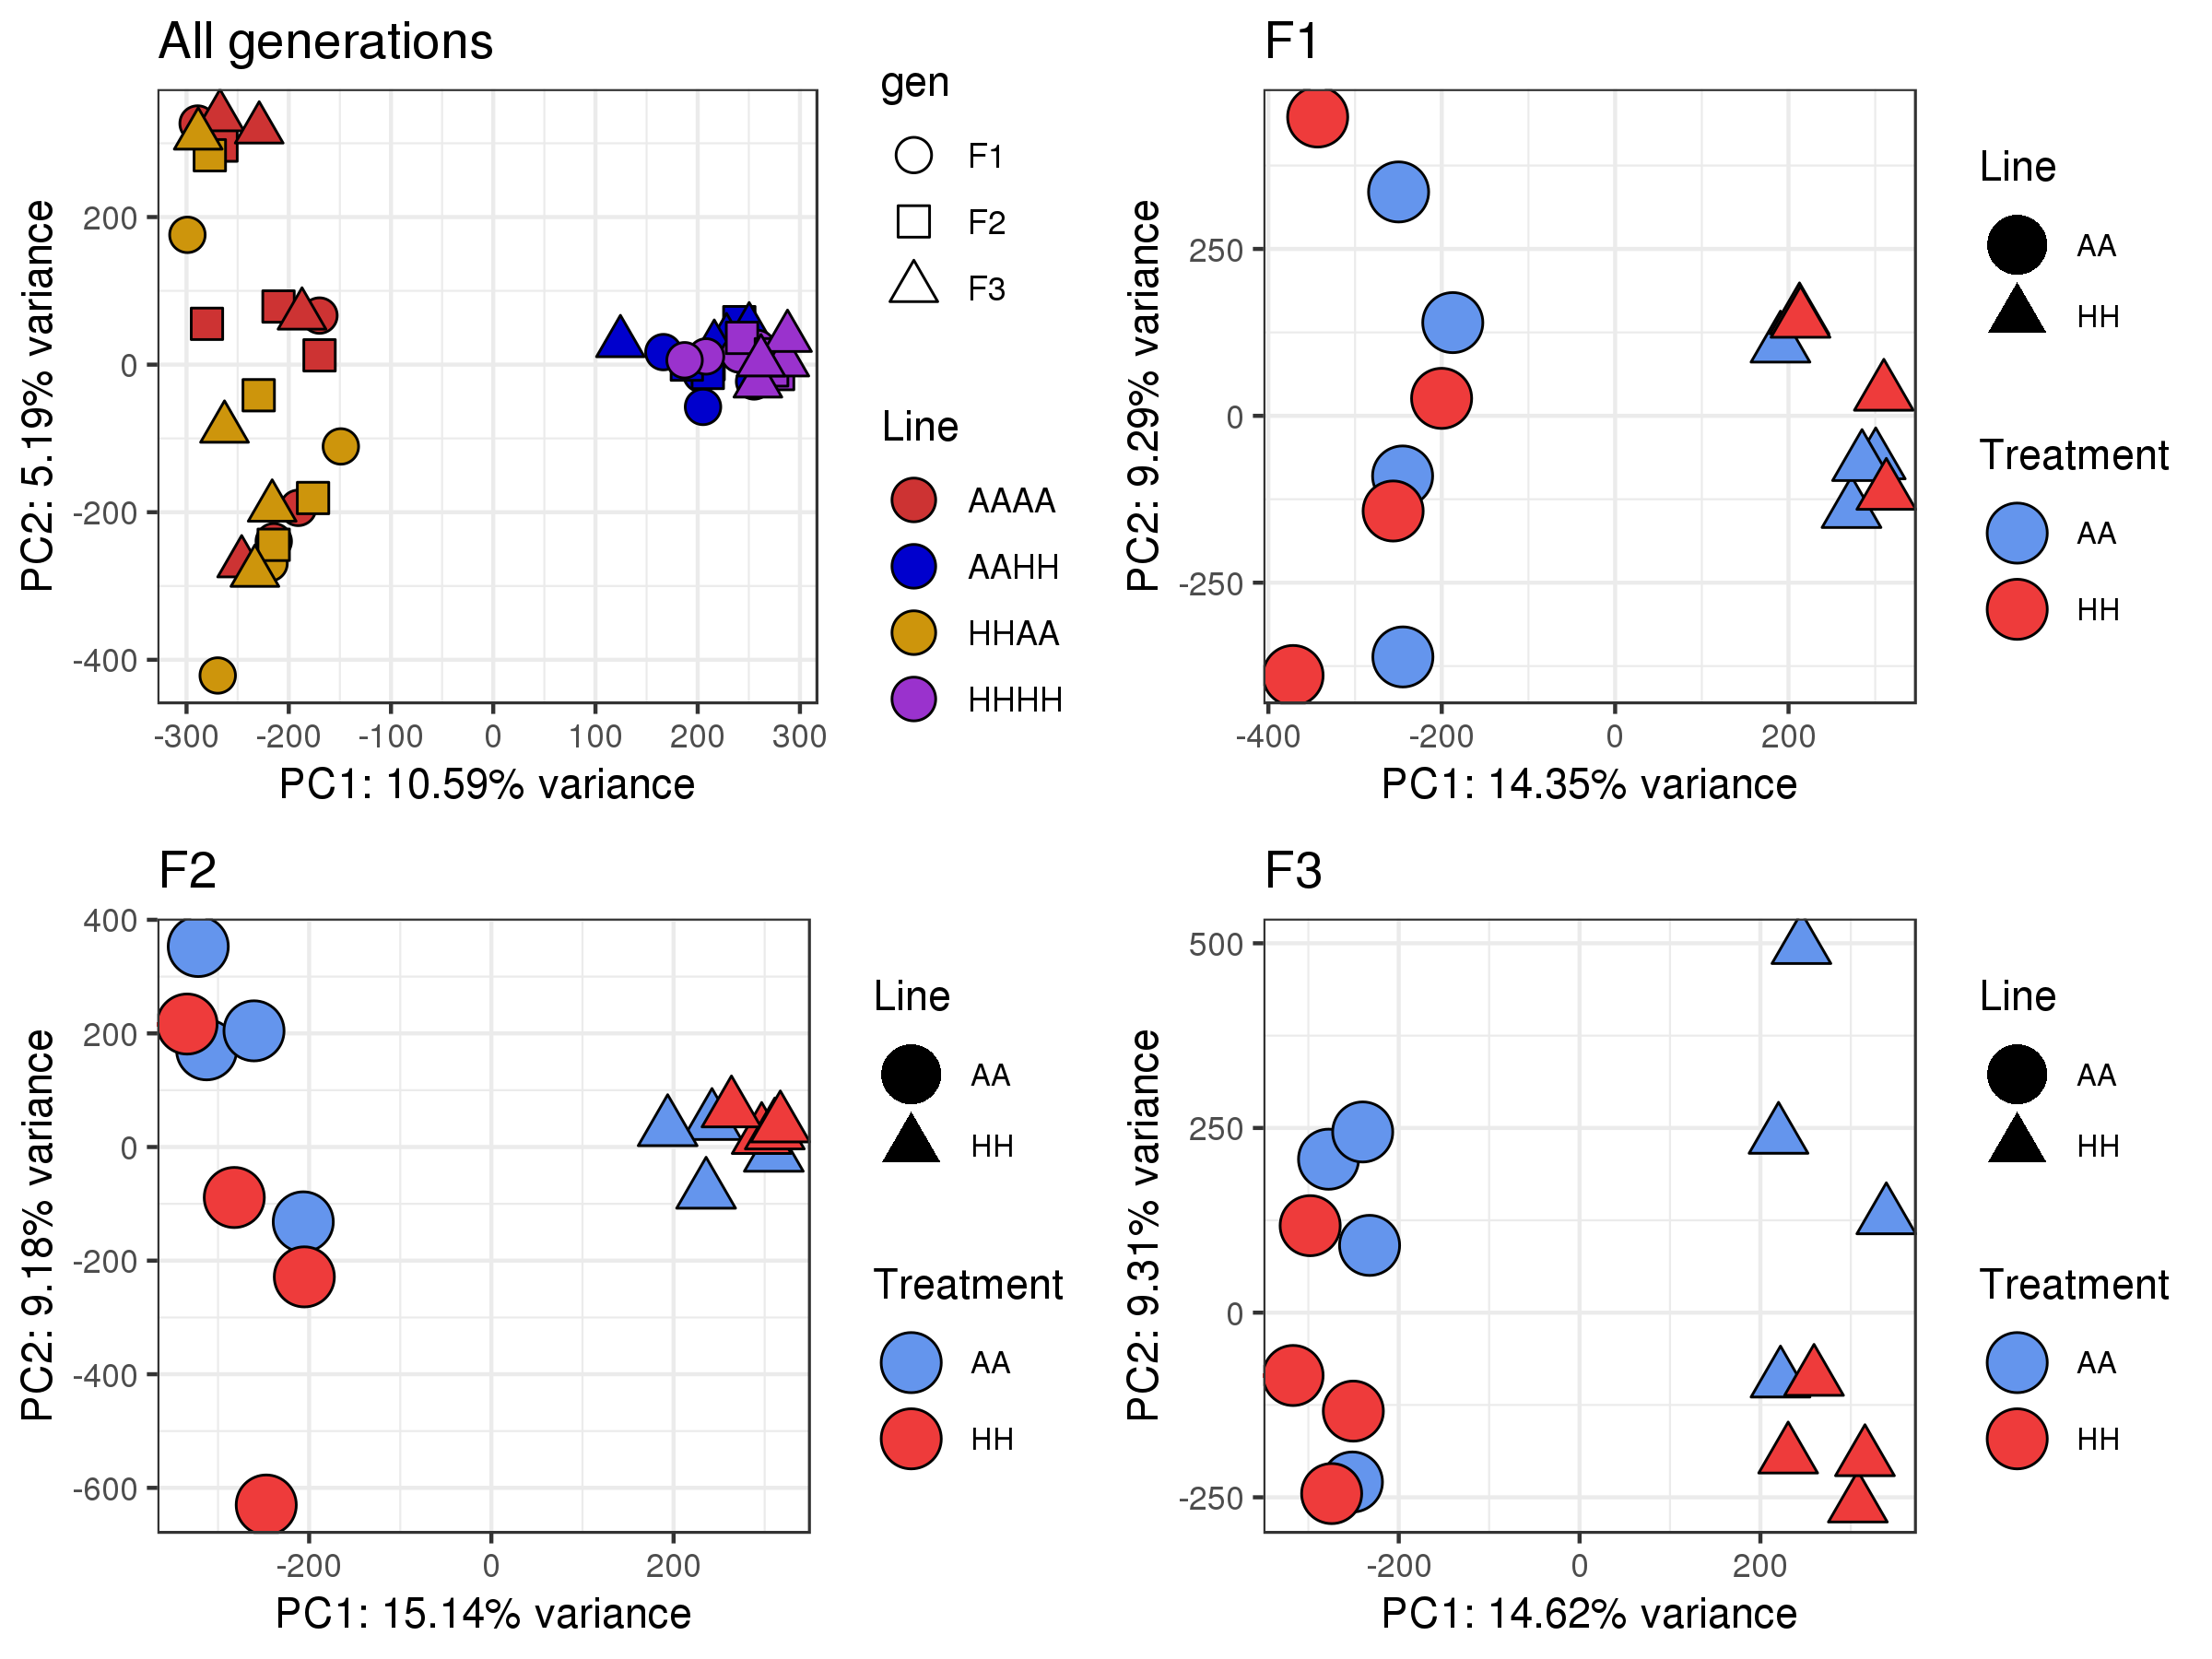 All generations
PC2: 5.19% variance
200
0
-200
-400
-300
-200
-100
0
100
200
300
PC1: 10.59% variance
gen
F1
F2
F3
Line
AAAA
AAHH
HHAA
HHHH
F1
PC2: 9.29% variance
250
0
-250
-400
-200
0
200
PC1: 14.35% variance
Line
AA
HH
Treatment
AA
HH
F2
PC2: 9.18% variance
400
200
0
-200
-400
-600
-200
0
200
PC1: 15.14% variance
Line
AA
HH
Treatment
AA
HH
F3
PC2: 9.31% variance
500
250
0
-250
-200
0
200
PC1: 14.62% variance
Line
AA
HH
Treatment
AA
HH